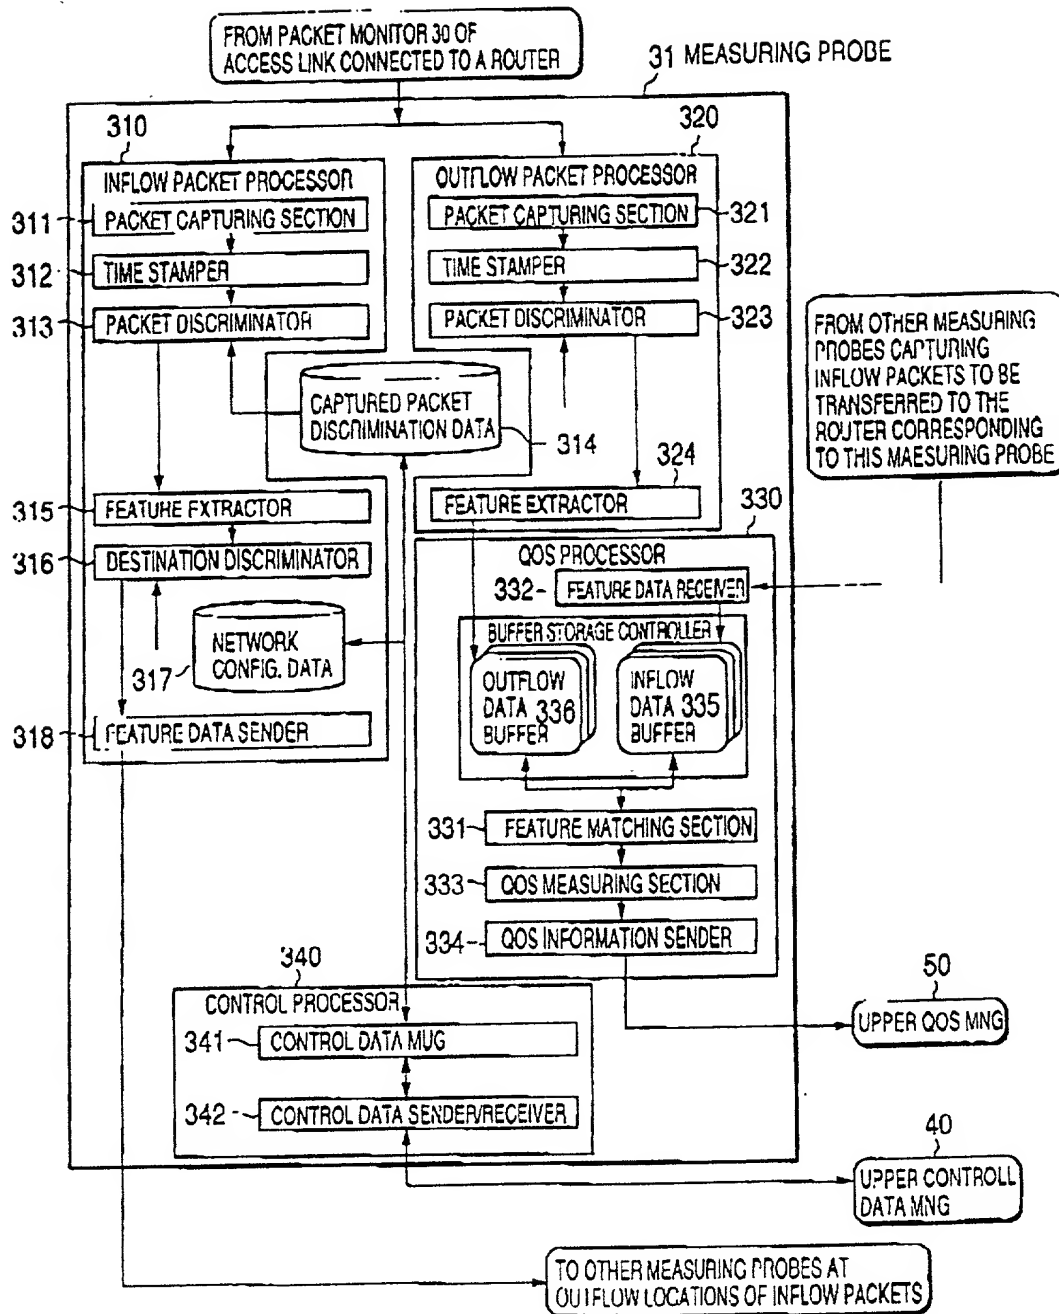 FROM PACKET MONITOR 30 OF
ACCESS LINK CONNECTED TO A ROUTER
31 MEASURING PROBE
310
320
INFLOW PACKET PROCESSOR
OUTFLOW PACKET PROCESSOR
311
PACKET CAPTURING SECTION
PACKET CAPTURING SECTION
321
312
TIME STAMPER
TIME STAMPER
322
313
PACKET DISCRIMINATOR
PACKET DISCRIMINATOR
323
FROM OTHER MEASURING
PROBES CAPTURING
INFLOW PACKETS TO BE
TRANSFERRED TO THE
ROUTER CORRESPONDING
TO THIS MAESURING PROBE
CAPTURED PACKET
DISCRIMINATION DATA
314
324
315
FEATURE EXTRACTOR
FEATURE EXTRACTOR
330
316
DESTINATION DISCRIMINATOR
QOS PROCESSOR
332
FEATURE DATA RECEIVER
BUFFER STORAGE CONTROLLER
NETWORK
CONFIG. DATA
317
OUTFLOW
DATA 336
BUFFER
INFLOW
DATA 335
BUFFER
318
FEATURE DATA SENDER
331
FEATURE MATCHING SECTION
333
QOS MEASURING SECTION
334
QOS INFORMATION SENDER
340
CONTROL PROCESSOR
50
UPPER QOS MNG
341
CONTROL DATA MUG
342
CONTROL DATA SENDER/RECEIVER
40
UPPER CONTROLL
DATA MNG
TO OTHER MEASURING PROBES AT
OUTFLOW LOCATIONS OF INFLOW PACKETS